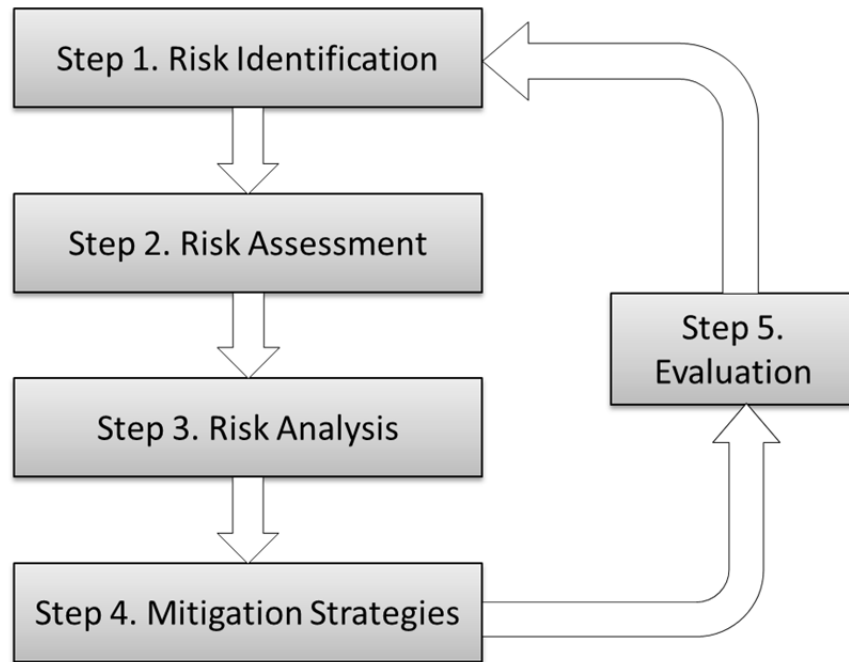 Step 1. Risk Identification
Step 2. Risk Assessment
Step 3. Risk Analysis
Step 4. Mitigation Strategies
Step 5.
Evaluation